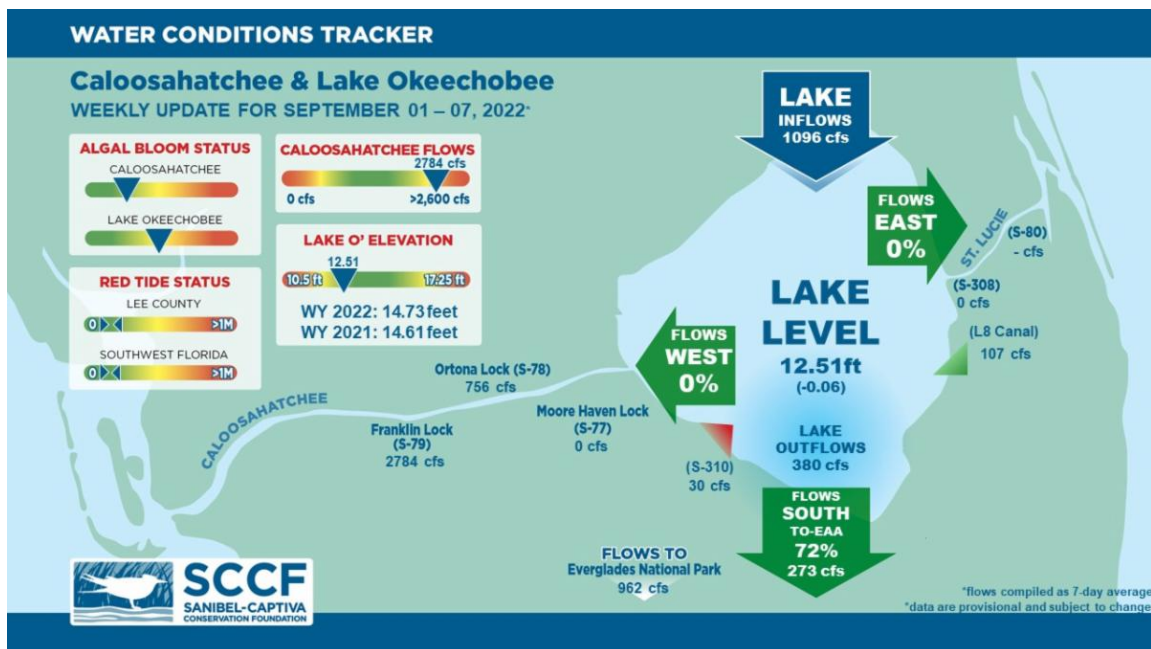 WATER CONDITIONS TRACKER
Caloosahatchee & Lake Okeechobee
WEEKLY UPDATE FOR SEPTEMBER 01 – 07, 2022*
ALGAL BLOOM STATUS
CALOOSAHATCHEE
LAKE OKEECHOBEE
RED TIDE STATUS
LEE COUNTY
0
>1M
SOUTHWEST FLORIDA
0
>1M
CALOOSAHATCHEE FLOWS
2784 cfs
0 cfs
>2,600 cfs
LAKE O' ELEVATION
12.51
10.5 ft
17.25 ft
WY 2022: 14.73 feet
WY 2021: 14.61 feet
LAKE
INFLOWS
1096 cfs
FLOWS
EAST
0%
ST. LUCIE
(S-80)
- cfs
(S-308)
0 cfs
(L8 Canal)
107 cfs
LAKE
LEVEL
12.51ft
(-0.06)
FLOWS
WEST
0%
LAKE
OUTFLOWS
380 cfs
Ortona Lock (S-78)
756 cfs
Moore Haven Lock
(S-77)
0 cfs
CALOOSAHATCHEE
Franklin Lock
(S-79)
2784 cfs
(S-310)
30 cfs
FLOWS
SOUTH
TO-EAA
72%
273 cfs
FLOWS TO
Everglades National Park
962 cfs
SCCF
SANIBEL-CAPTIVA
CONSERVATION FOUNDATION
*flows compiled as 7-day average
*data are provisional and subject to change